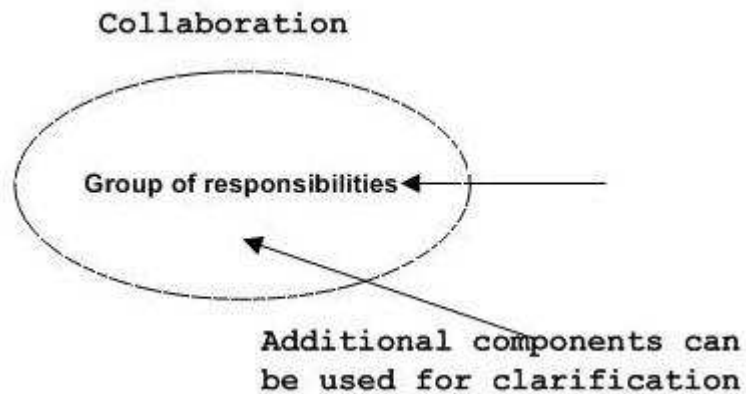 Collaboration
Group of responsibilities
Additional components can
be used for clarification